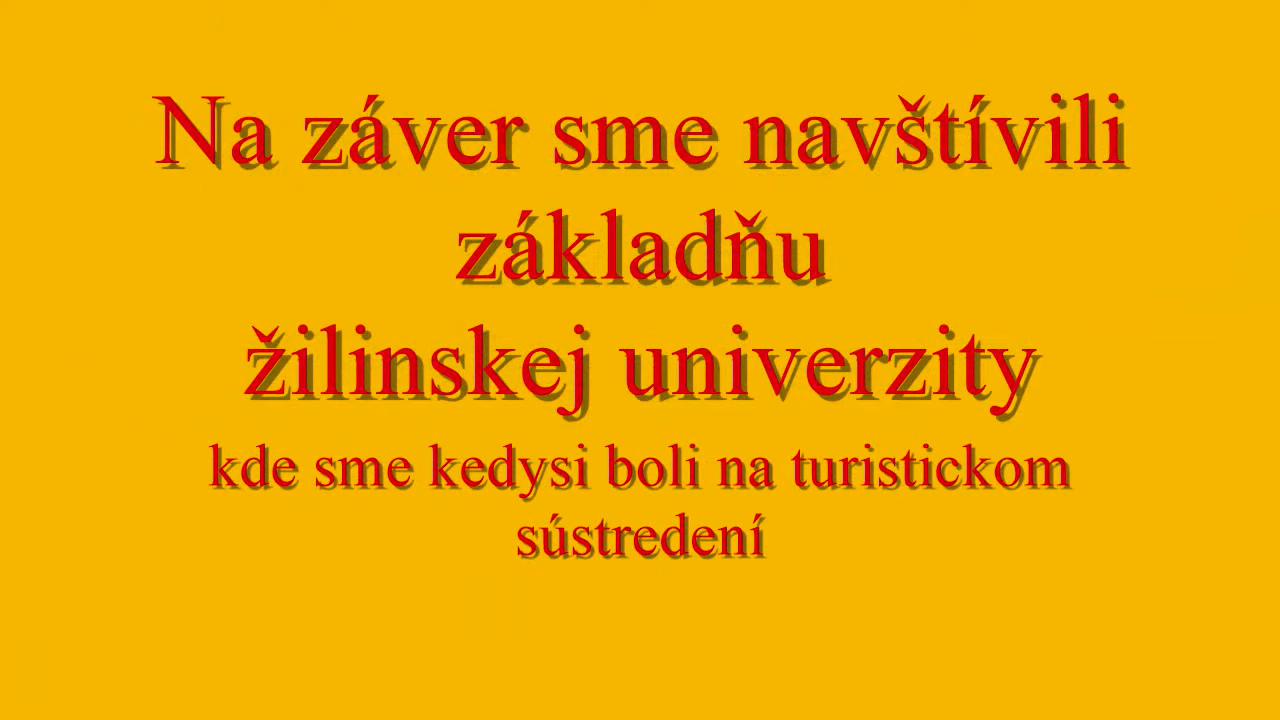 Na záver sme navštívili
základňu
žilinskej univerzity
kde sme kedysi boli na turistickom
sústredení